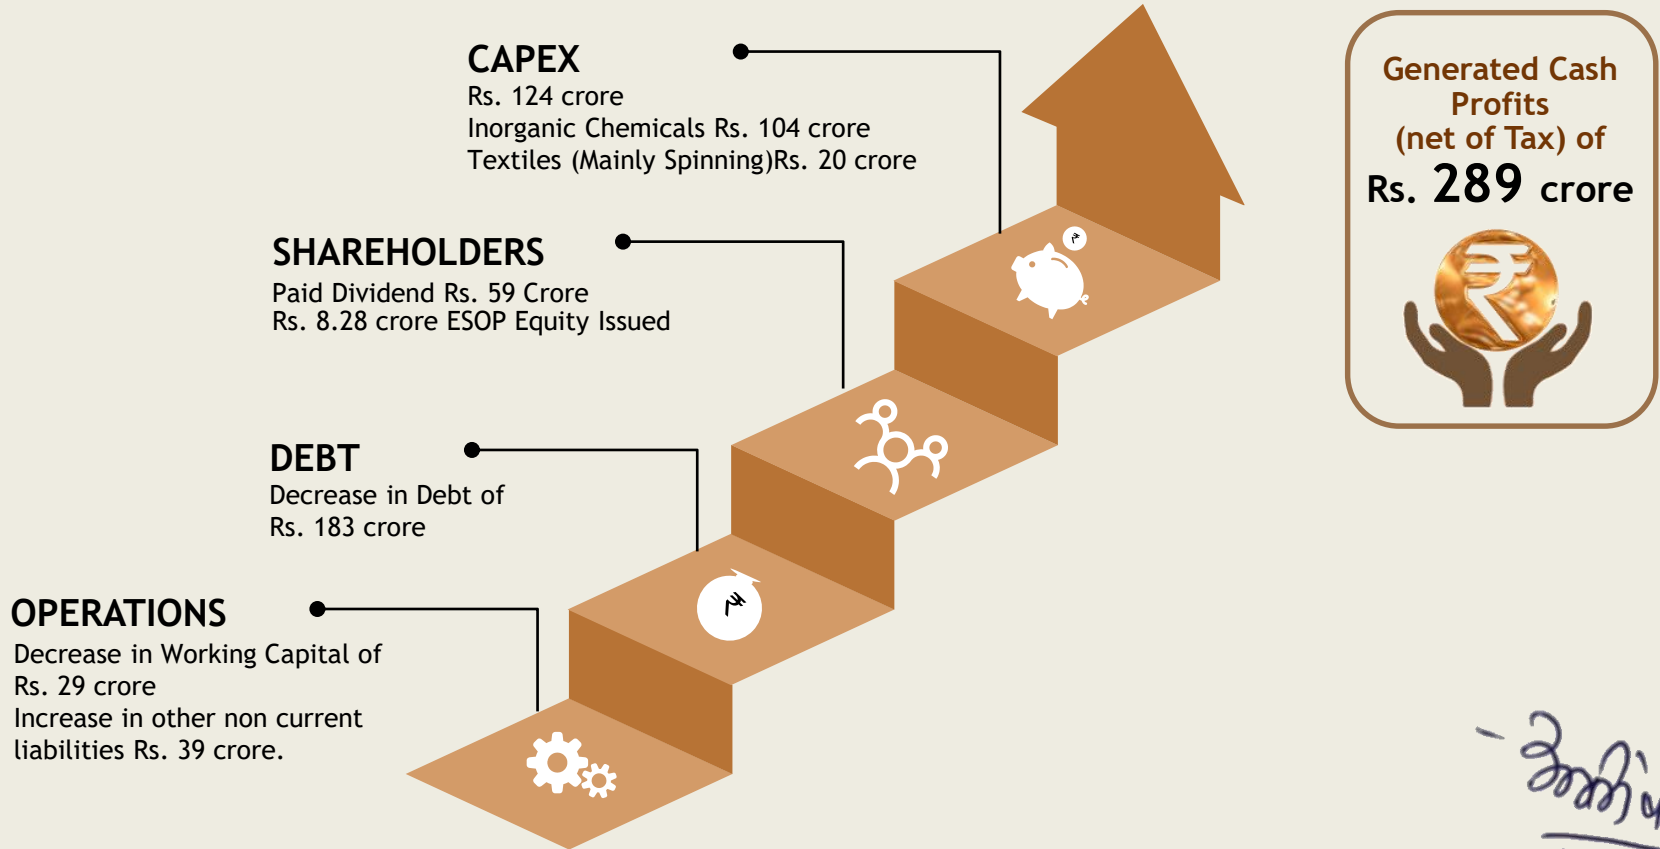 CAPEX
Rs. 124 crore
Inorganic Chemicals Rs. 104 crore
Textiles (Mainly Spinning)Rs. 20 crore
SHAREHOLDERS
Paid Dividend Rs. 59 Crore
Rs. 8.28 crore ESOP Equity Issued
DEBT
Decrease in Debt of
Rs. 183 crore
OPERATIONS
Decrease in Working Capital of
Rs. 29 crore
Increase in other non current
liabilities Rs. 39 crore.
Generated Cash
Profits
(net of Tax) of
Rs. 289 crore
₹
₹
₹